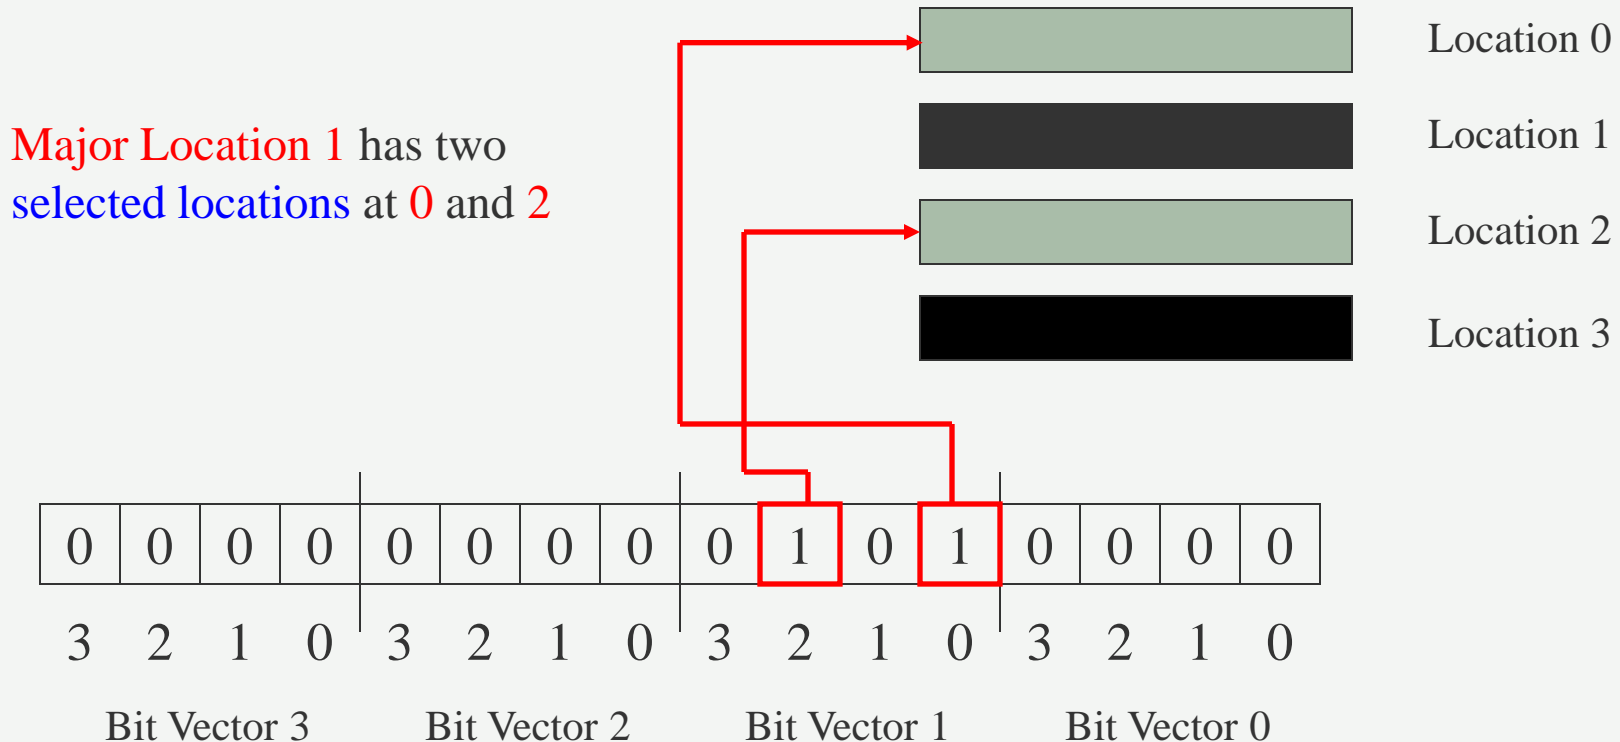 Location 0
Major Location 1 has two
selected locations at 0 and 2
Location 1
Location 2
Location 3
0 0 0 0 0 0 0 0 0 1 0 1 0 0 0 0
3 2 1 0 3 2 1 0 3 2 1 0 3 2 1 0
Bit Vector 3 Bit Vector 2 Bit Vector 1 Bit Vector 0